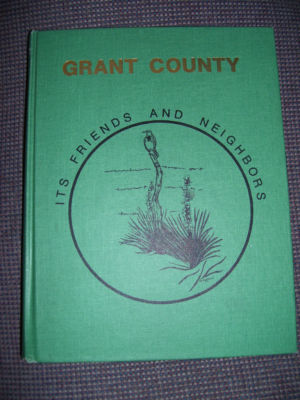 GRANT COUNTY
ITS FRIENDS AND NEIGHBORS